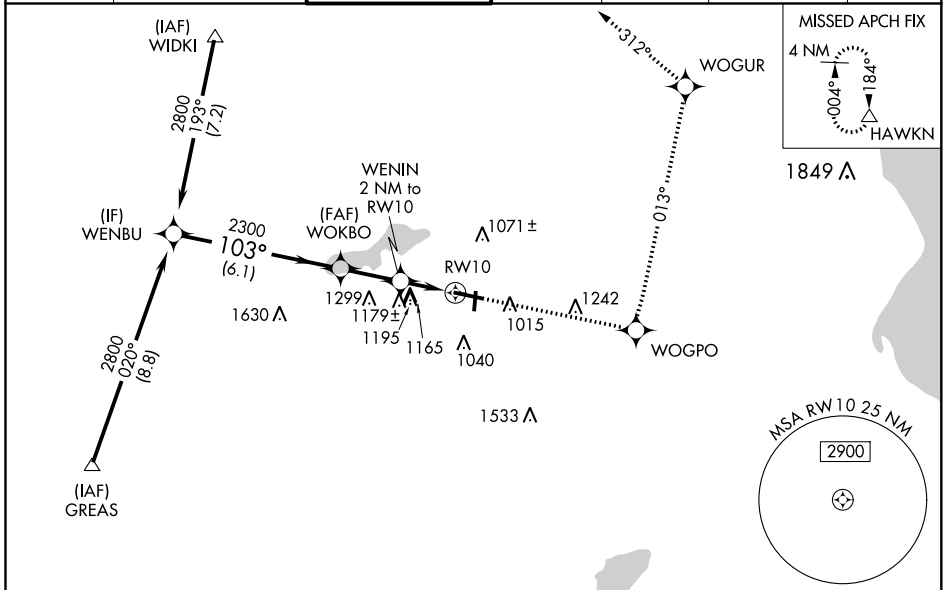 (IAF)
WIDKI
2800
193°
(7.2)
(IF)
WENBU
2300
103°
(6.1)
(FAF)
WOKBO
WENIN
2 NM to
RW10
RW10
1071±
1299
1179±
1195
1165
1630
1040
1015
1242
1533
WOGPO
013°
WOGUR
312°
2800
020°
(8.8)
(IAF)
GREAS
MISSED APCH FIX
4 NM
004°
184°
HAWKN
1849
MSA RW10 25 NM
2900